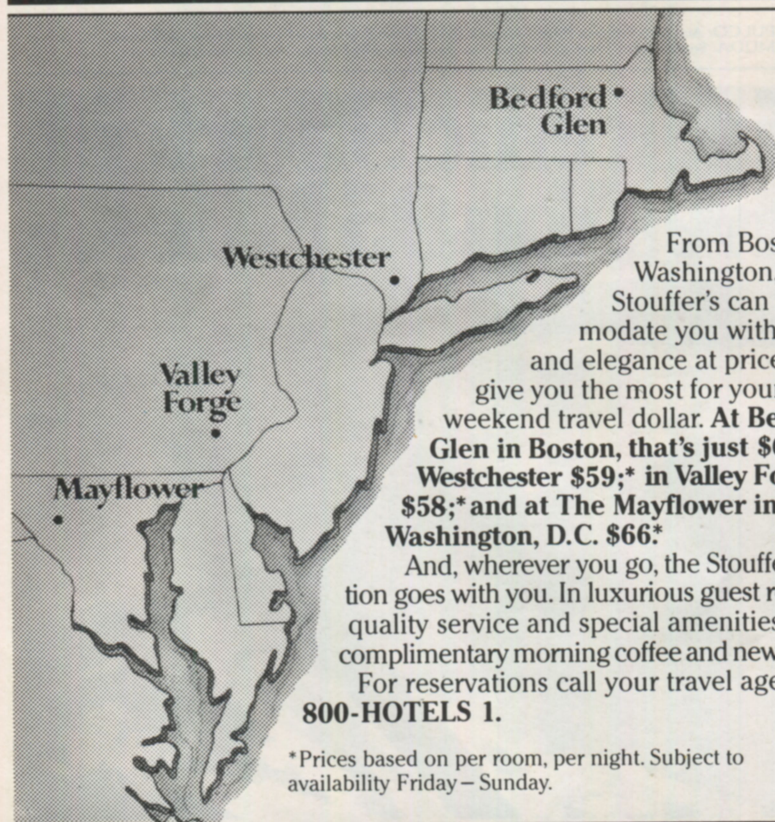 Bedford
Glen
Westchester
Valley
Forge
Mayflower
From Bos
Washington
Stouffer's can
modate you with
and elegance at price
give you the most for your
weekend travel dollar. At Be
Glen in Boston, that's just $6
Westchester $59;* in Valley Fo
$58;* and at The Mayflower in
Washington, D.C. $66.*
And, wherever you go, the Stouffe
tion goes with you. In luxurious guest r
quality service and special amenities
complimentary morning coffee and new
For reservations call your travel age
800-HOTELS 1.
*Prices based on per room, per night. Subject to
availability Friday – Sunday.